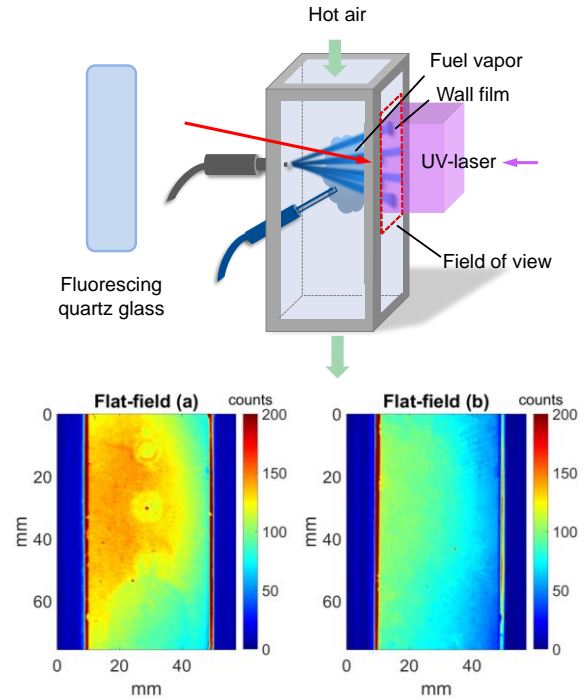 Hot air
Fuel vapor
Wall film
UV-laser
Field of view
Fluorescing
quartz glass
Flat-field (a)
counts
0
20
40
60
mm
0
20
40
mm
200
150
100
50
0
Flat-field (b)
counts
0
20
40
60
mm
0
20
40
mm
200
150
100
50
0